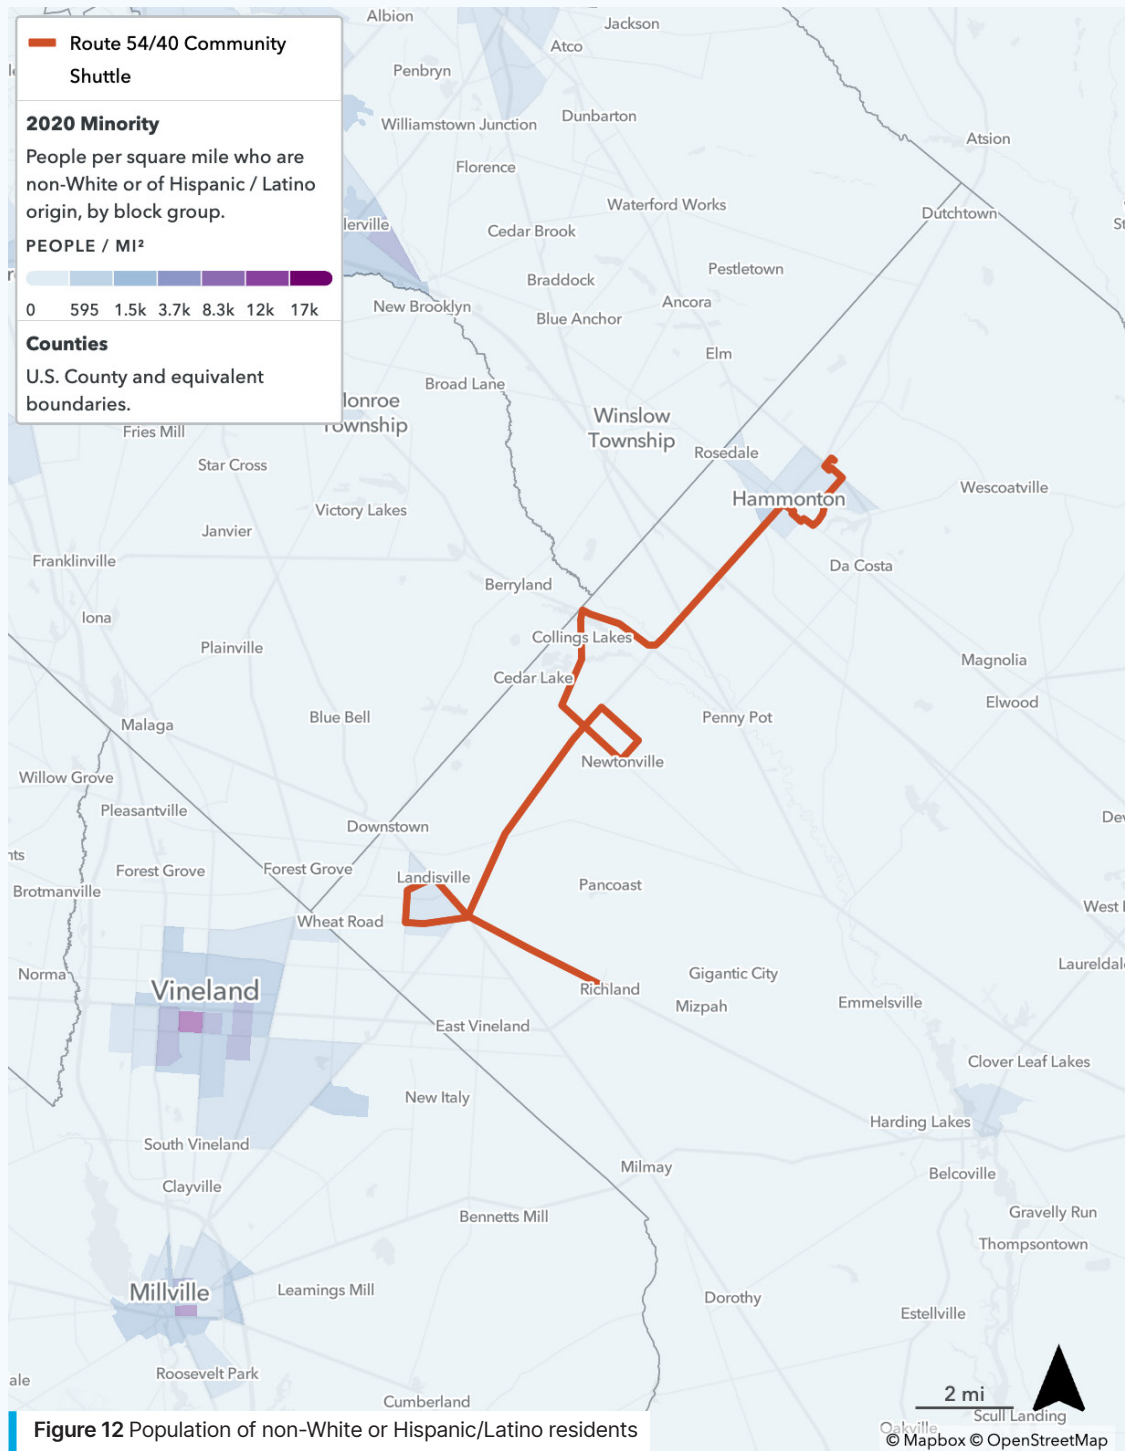 Route 54/40 Community
Shuttle
2020 Minority
People per square mile who are
non-White or of Hispanic / Latino
origin, by block group.
PEOPLE / MI²
0 595 1.5k 3.7k 8.3k 12k 17k
Counties
U.S. County and equivalent
boundaries.
Albion
Jackson
Atco
Penbryn
Dunbarton
Williamstown Junction
Atsion
Florence
Waterford Works
Dutchtown
lerville
Cedar Brook
Pestletown
Braddock
Ancora
New Brooklyn
Blue Anchor
Elm
Broad Lane
Winslow
Township
Fries Mill
Rosedale
Star Cross
Hammonton
Wescoatville
Victory Lakes
Janvier
Franklinville
Da Costa
Berryland
Iona
Collings Lakes
Plainville
Magnolia
Cedar Lake
Elwood
Blue Bell
Penny Pot
Malaga
Newtonville
Willow Grove
Pleasantville
Downstown
Forest Grove
Forest Grove
Landisville
Pancoast
Brotmanville
Wheat Road
Norma
Gigantic City
Vineland
Richland
Mizpah
Emmelsville
East Vineland
Clover Leaf Lakes
New Italy
Harding Lakes
South Vineland
Milmay
Belcoville
Clayville
Bennetts Mill
Gravelly Run
Thompsontown
Millville
Leamings Mill
Dorothy
Estellville
Roosevelt Park
Cumberland
2 mi
Scull Landing
Oakville
Figure 12 Population of non-White or Hispanic/Latino residents
© Mapbox © OpenStreetMap